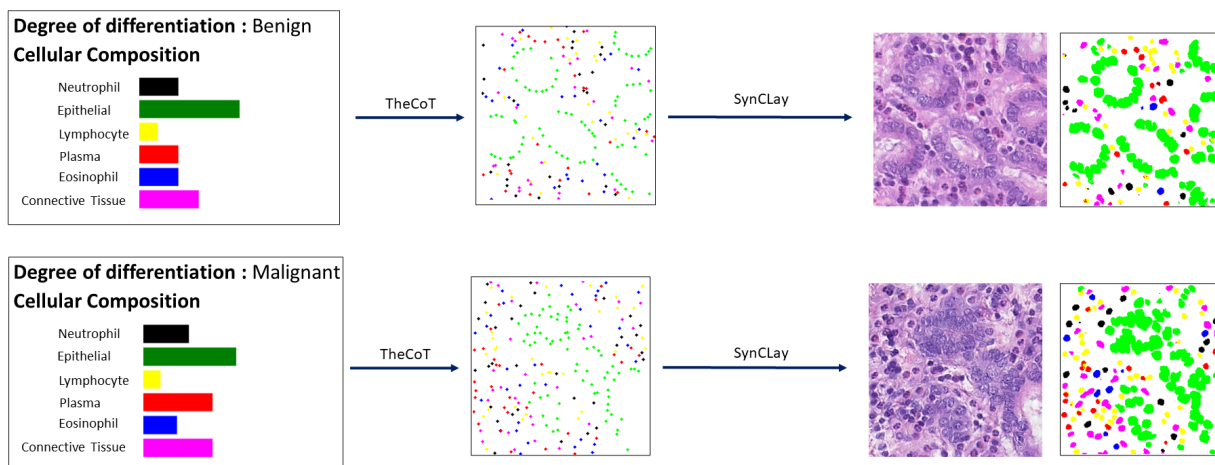 Degree of differentiation : Benign
Cellular Composition
Neutrophil
Epithelial
Lymphocyte
Plasma
Eosinophil
Connective Tissue
TheCoT
SynCLay
Degree of differentiation : Malignant
Cellular Composition
Neutrophil
Epithelial
Lymphocyte
Plasma
Eosinophil
Connective Tissue
TheCoT
SynCLay